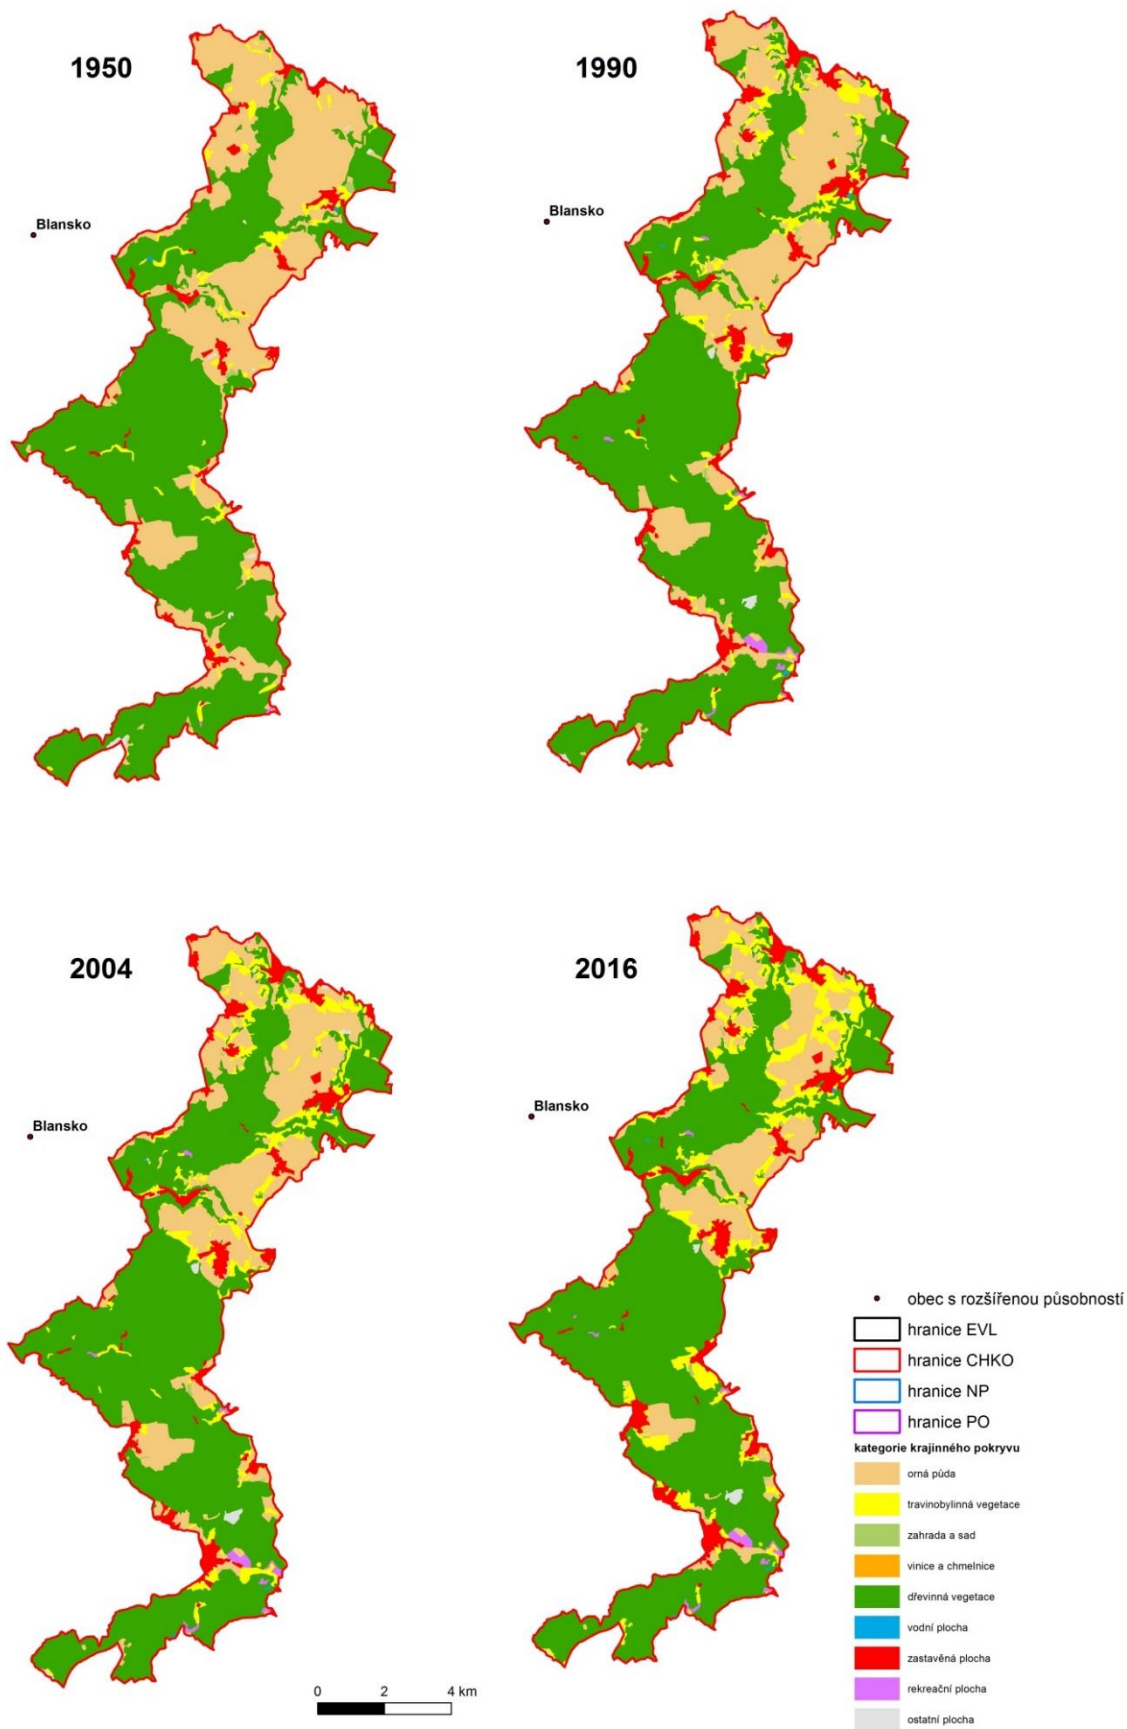 1950
1990
Blansko
Blansko
2004
2016
Blansko
Blansko
obec s rozšířenou působností
hranice EVL
hranice CHKO
hranice NP
hranice PO
kategorie krajinného pokryvu
orná půda
travinobylinná vegetace
zahrada a sad
vinice a chmelnice
dřevinná vegetace
vodní plocha
zastavěná plocha
rekreační plocha
ostatní plocha
0 2 4 km